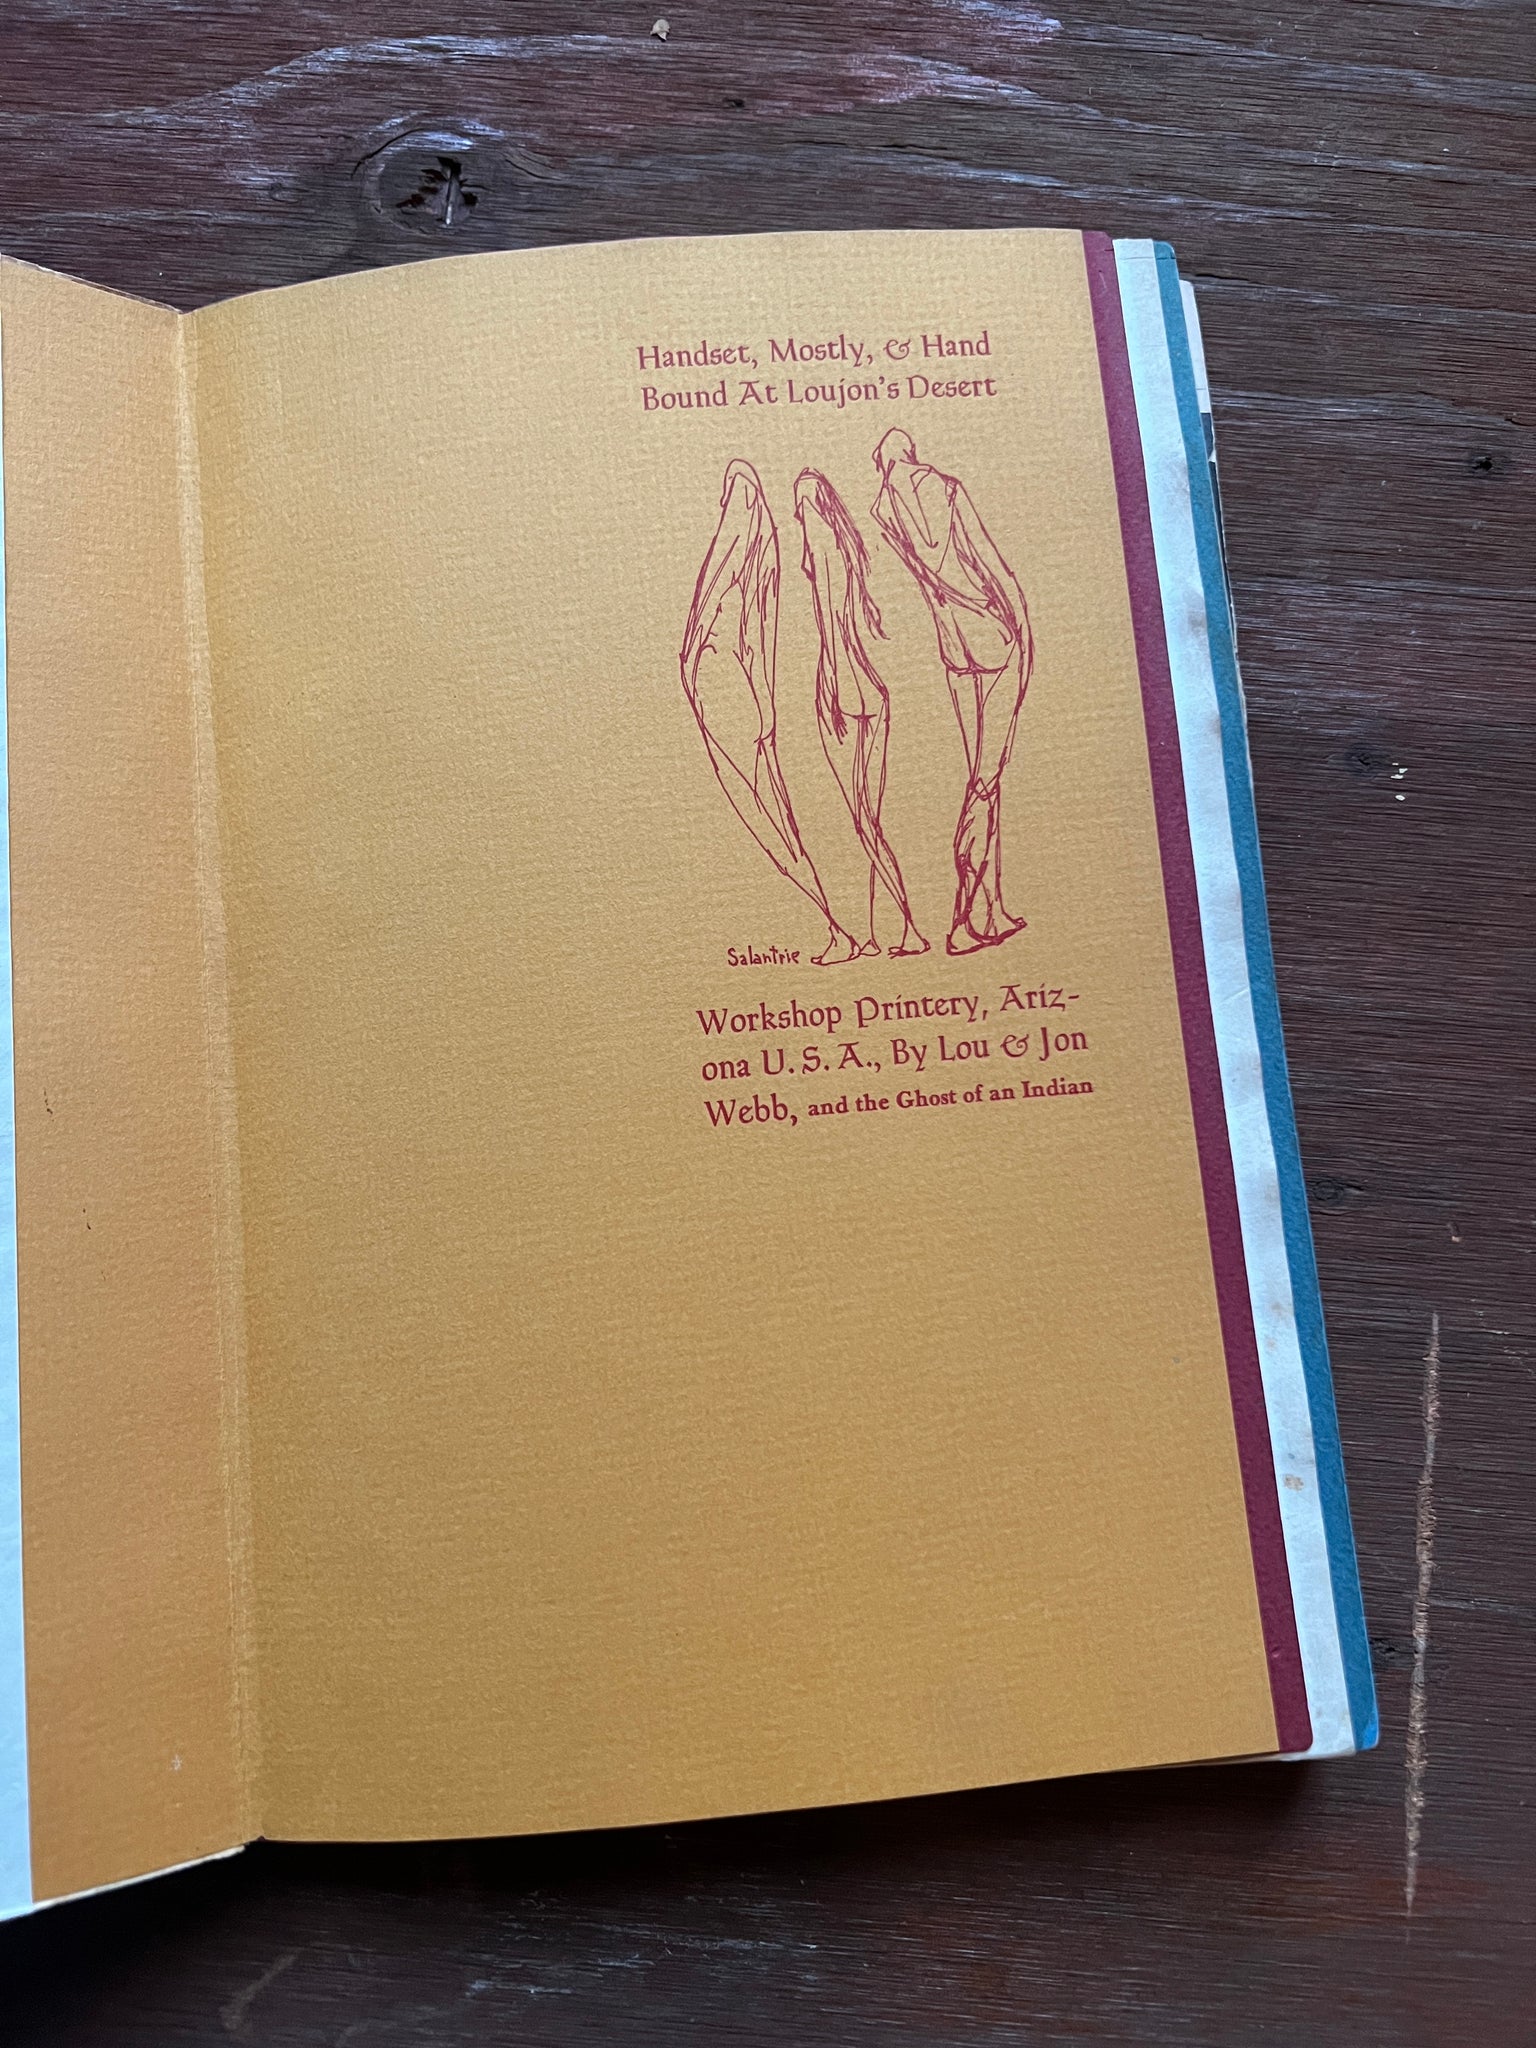 Handset, Mostly, & Hand
Bound At Loujon's Desert
Salantrie
Workshop Printery, Ariz-
ona U. S. A., By Lou & Jon
Webb, and the Ghost of an Indian